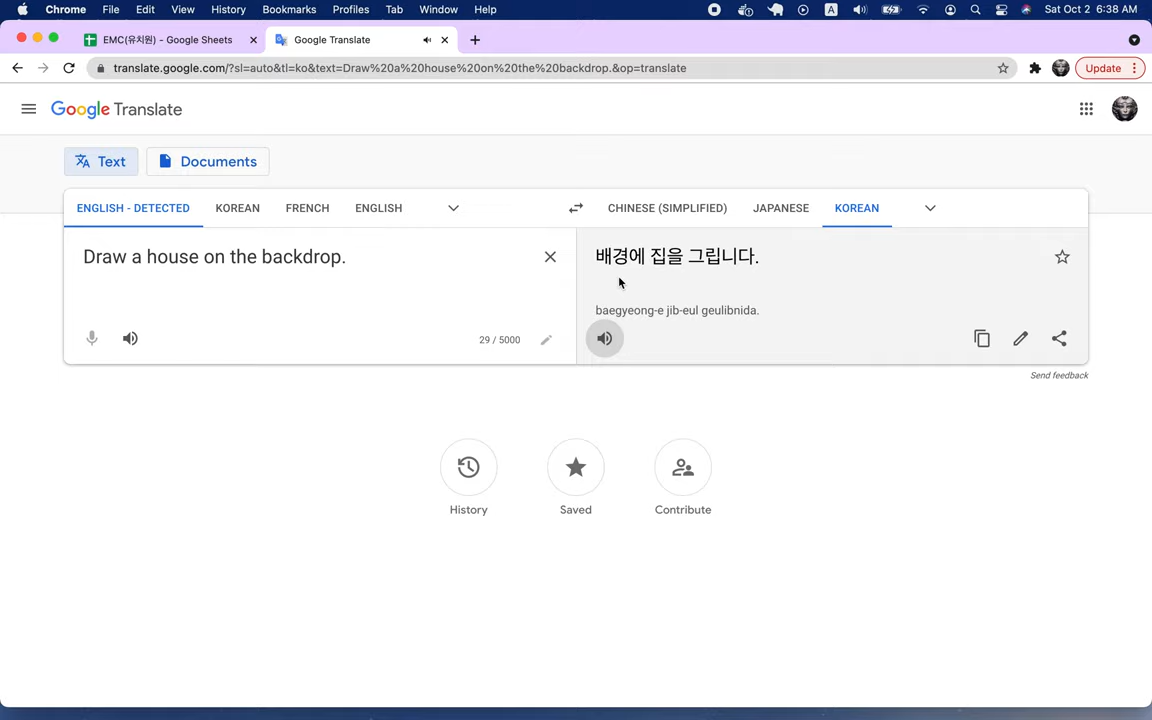 Chrome File Edit View History Bookmarks Profiles Tab Window Help A Sat Oct 2 6:38 AM
EMC(유치원) - Google Sheets Google Translate
translate.google.com/?sl=auto&tl=ko&text=Draw%20a%20house%20on%20the%20backdrop.&op=translate Update
Google Translate
Text Documents
ENGLISH - DETECTED KOREAN FRENCH ENGLISH CHINESE (SIMPLIFIED) JAPANESE KOREAN
Draw a house on the backdrop. 배경에 집을 그립니다.
baegyeong-e jib-eul geulibnida.
29 / 5000
Send feedback
History Saved Contribute